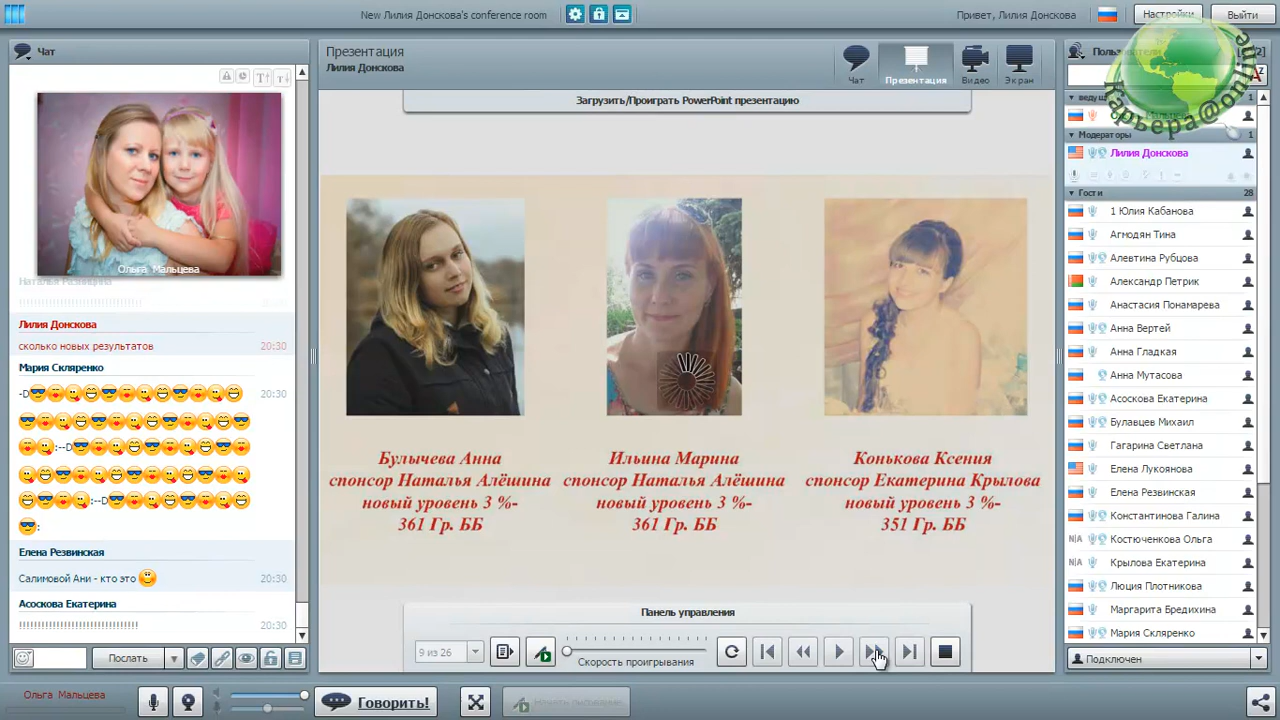 New Лилия Донскова's conference room
Привет, Лилия Донскова
Настройки
Выйти
Чат
Ольга Мальцева
Наталья Разницина
!!!!!!!!!!!!!!!!!!!!!!!!!!!!!!
Лилия Донскова
сколько новых результатов 20:30
Мария Скляренко
-D 20:30
:--D
:--D
:
Елена Резвинская
Салимовой Ани - кто это 20:30
Асоскова Екатерина
!!!!!!!!!!!!!!!!!!!!!!!!!!!!!! 20:30
Послать
Презентация
Лилия Донскова
Чат
Презентация
Видео
Экран
Загрузить/Проиграть PowerPoint презентацию
Булычева Анна
спонсор Наталья Алёшина
новый уровень 3 %-
361 Гр. ББ
Ильина Марина
спонсор Наталья Алёшина
новый уровень 3 %-
361 Гр. ББ
Конькова Ксения
спонсор Екатерина Крылова
новый уровень 3 %-
351 Гр. ББ
Панель управления
9 из 26
Скорость проигрывания
карьера@online
Модераторы 1
Лилия Донскова
Гости 28
1 Юлия Кабанова
Агмодян Тина
Алевтина Рубцова
Александр Петрик
Анастасия Понамарева
Анна Вертей
Анна Гладкая
Анна Мутасова
Асоскова Екатерина
Булавцев Михаил
Гагарина Светлана
Елена Лукоянова
Елена Резвинская
Константинова Галина
N/A Костюченкова Ольга
N/A Крылова Екатерина
Люция Плотникова
Маргарита Бредихина
Мария Скляренко
Подключен
Ольга Мальцева
Говорить!